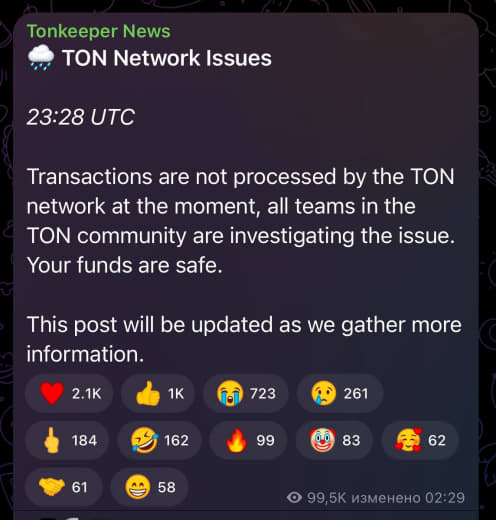 Tonkeeper News
TON Network Issues
23:28 UTC
Transactions are not processed by the TON
network at the moment, all teams in the
TON community are investigating the issue.
Your funds are safe.
This post will be updated as we gather more
information.
2.1K 1K 723 261
184 162 99 83 62
61 58
99,5K изменено 02:29